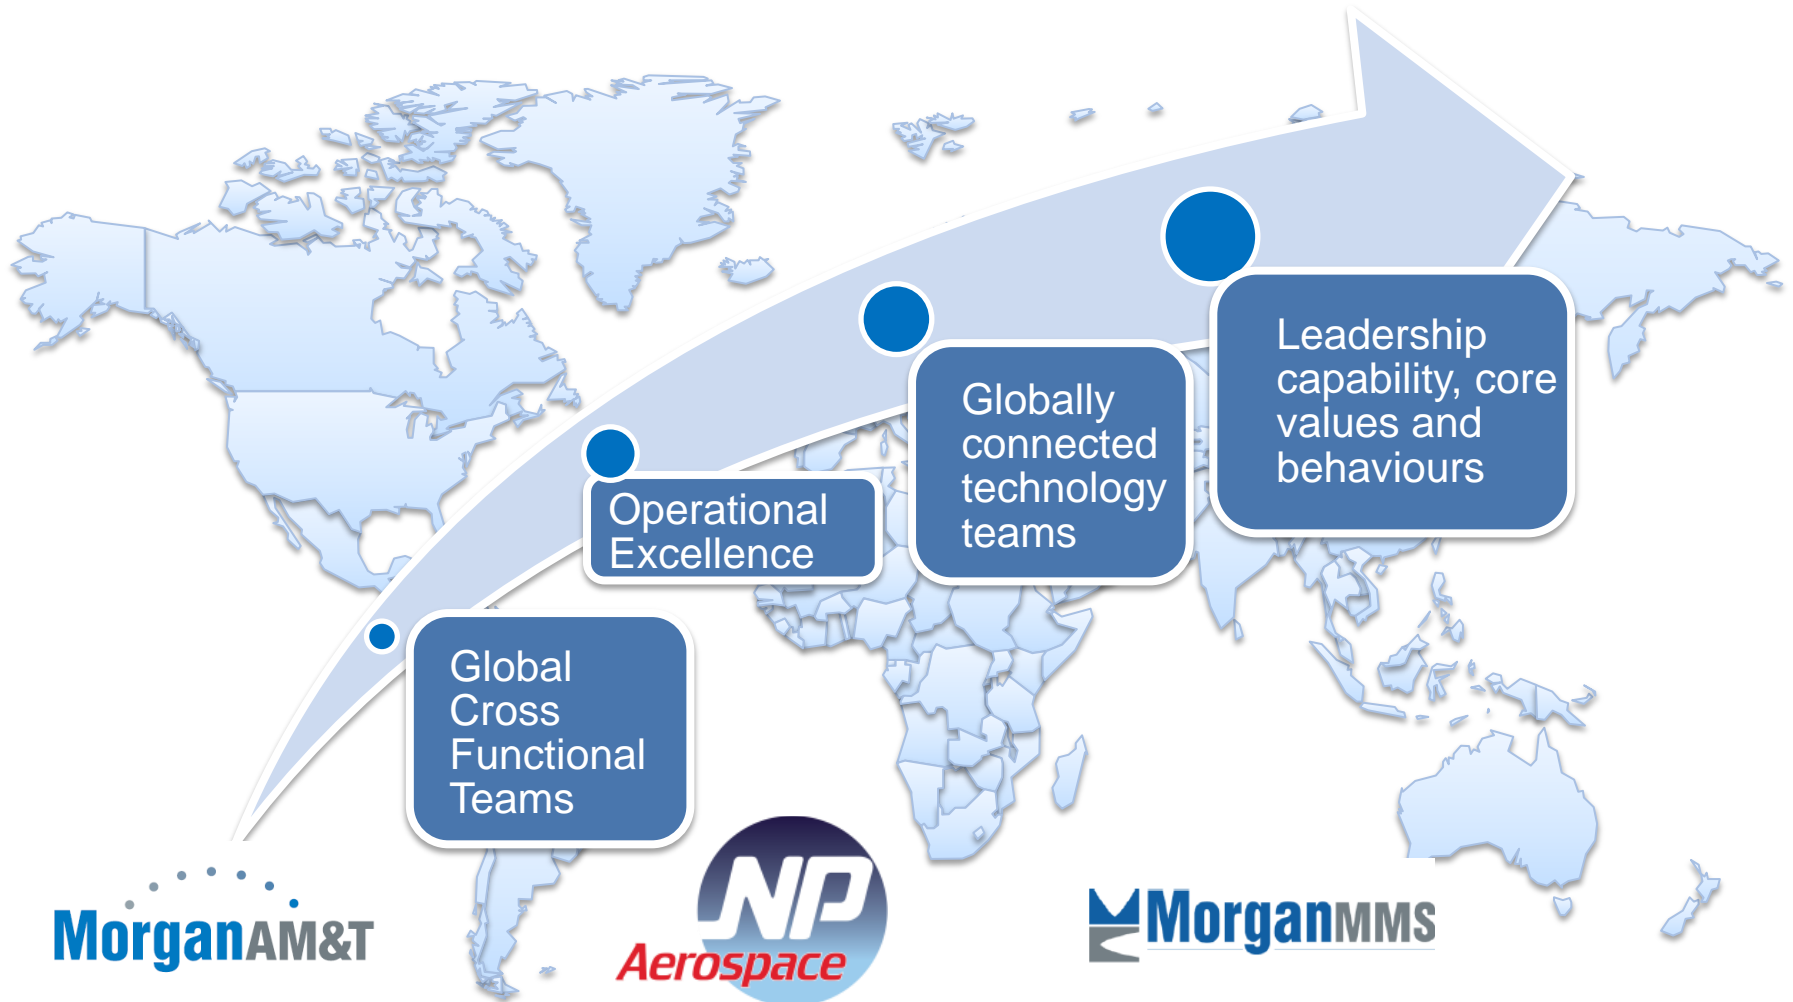 Leadership
capability, core
values and
behaviours
Globally
connected
technology
teams
Operational
Excellence
Global
Cross
Functional
Teams
MorganAM&T
NP
Aerospace
MorganMMS